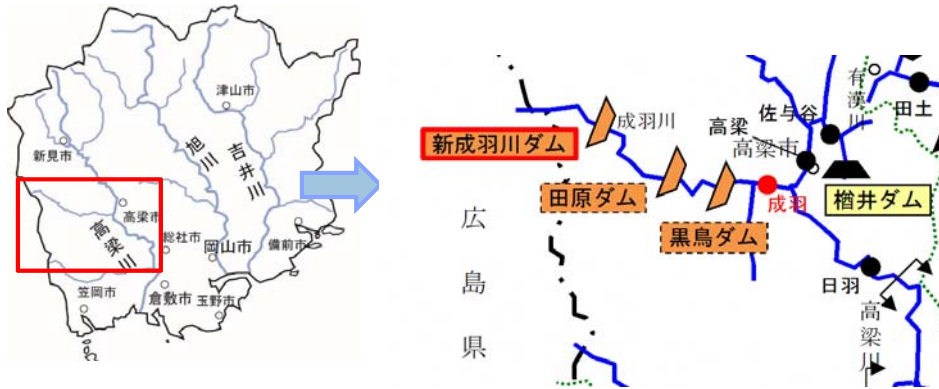 津山市
新見市
旭川
吉井川
高梁市
高梁川
総社市
岡山市
備前市
笠岡市
倉敷市
玉野市
有漢川
田土
佐与谷
成羽川
高梁
高梁市
新成羽川ダム
田原ダム
成羽
楢井ダム
黒鳥ダム
広島県
日羽
高梁川